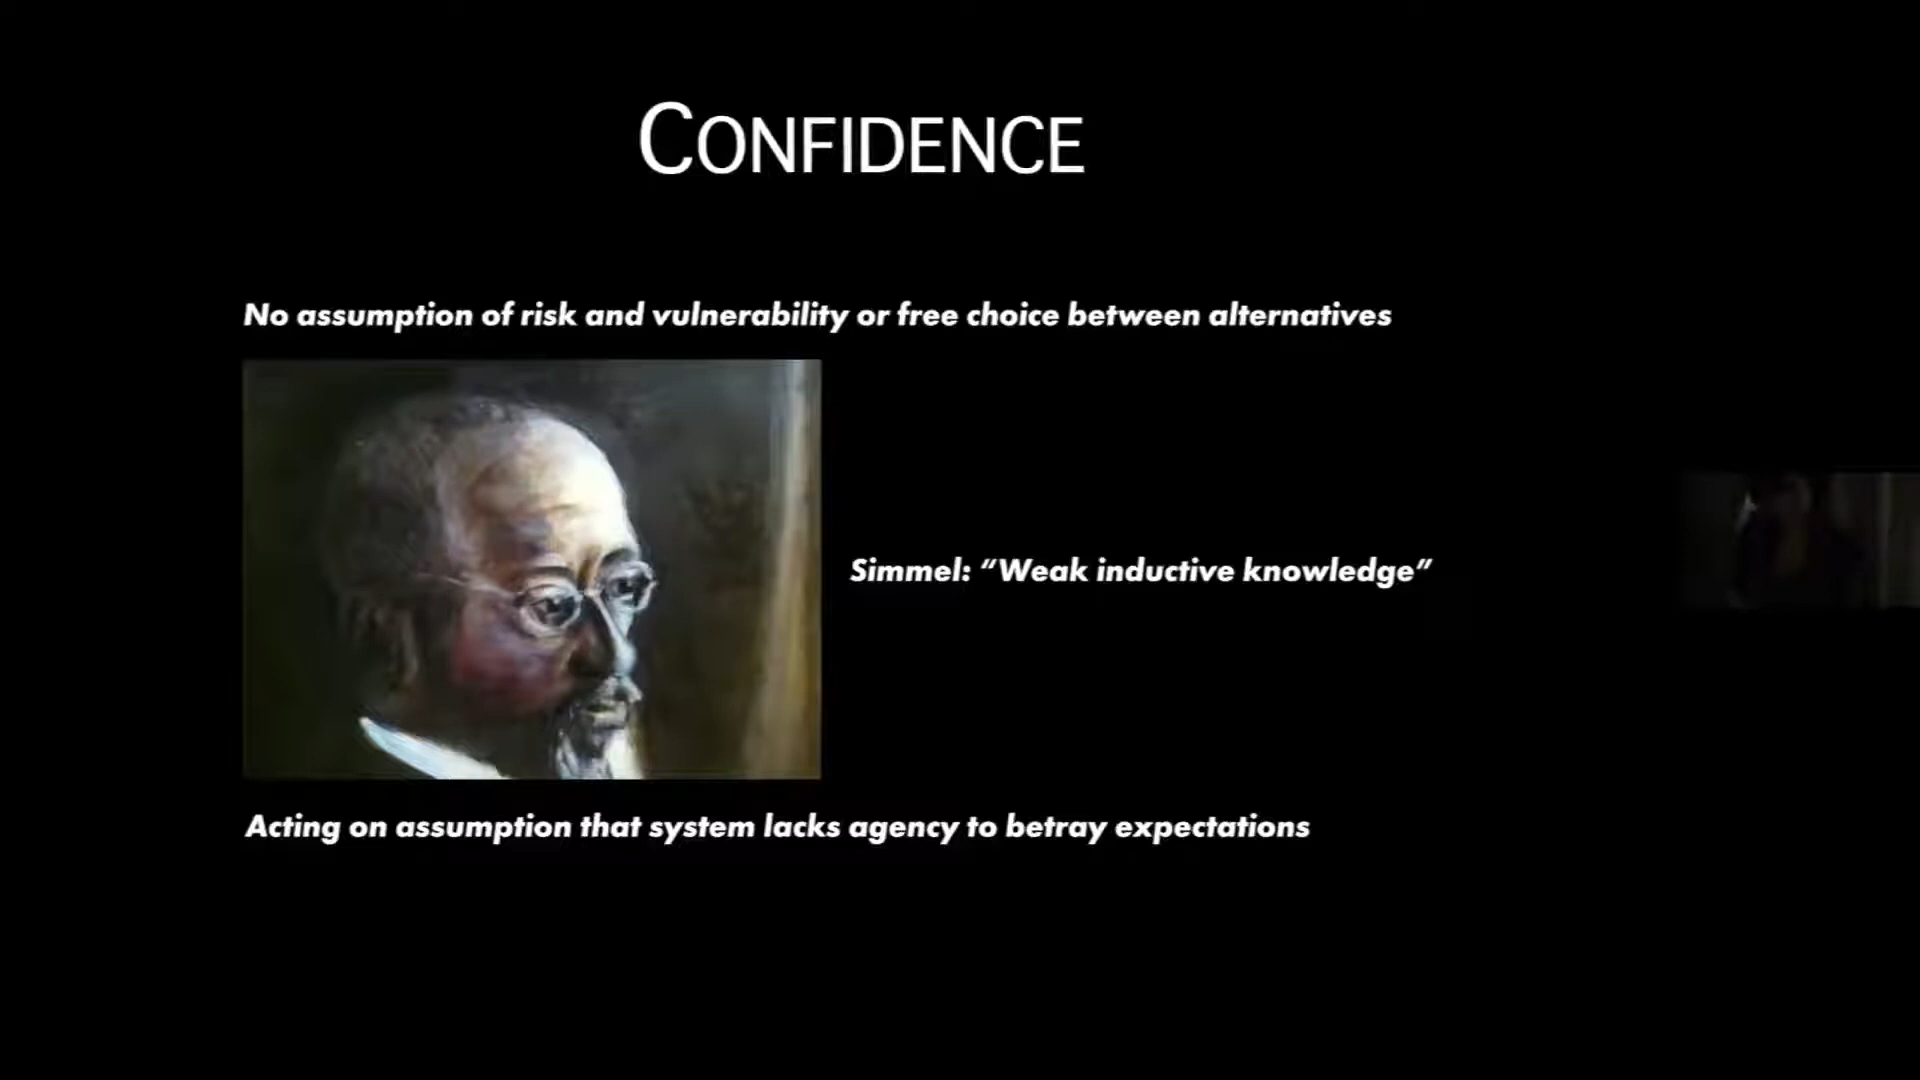 CONFIDENCE
No assumption of risk and vulnerability or free choice between alternatives
Simmel: “Weak inductive knowledge”
Acting on assumption that system lacks agency to betray expectations